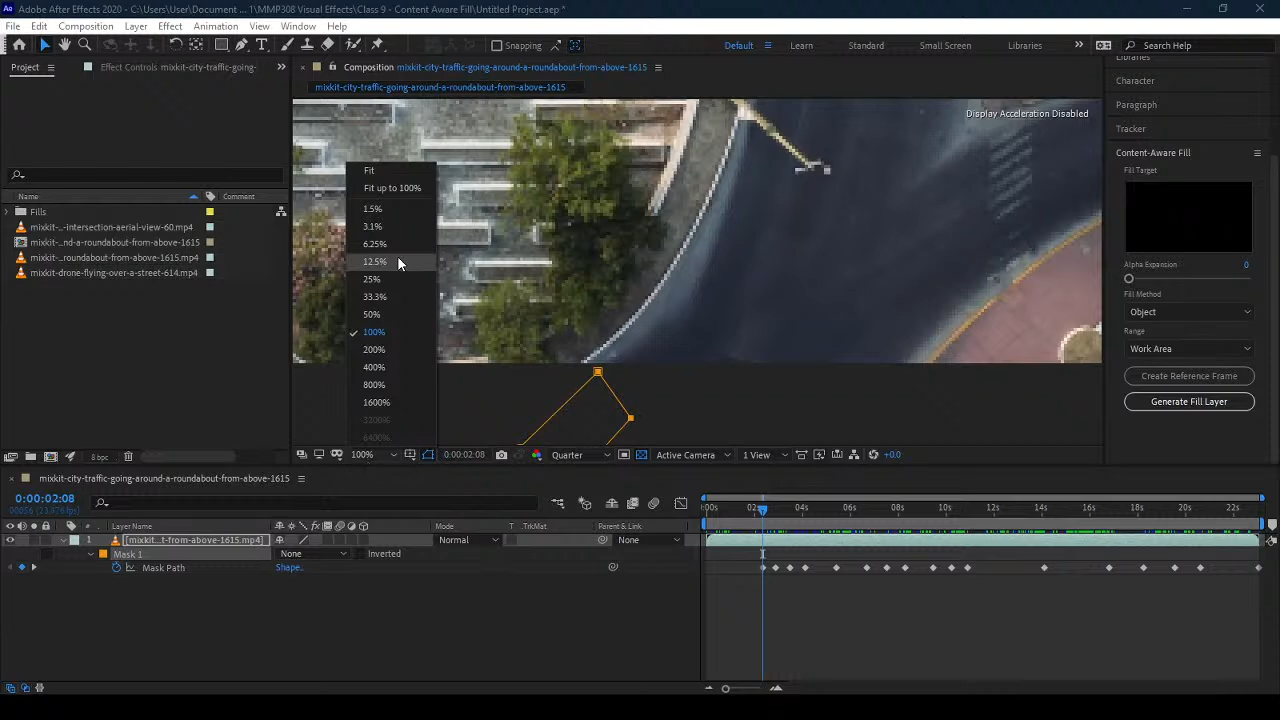 Adobe After Effects 2020 - C:\Users\User\Document ... 1\MMP308 Visual Effects\Class 9 - Content Aware Fill\Untitled Project.aep *
File Edit Composition Layer Effect Animation View Window Help
Snapping Default Learn Standard Small Screen Libraries Search Help
Project Effect Controls mixkit-city-traffic-going- Composition mixkit-city-traffic-going-around-a-roundabout-from-above-1615
mixkit-city-traffic-going-around-a-roundabout-from-above-1615
Display Acceleration Disabled
Libraries
Character
Paragraph
Tracker
Content-Aware Fill
Fill Target
Alpha Expansion 0
Fill Method
Object
Range
Work Area
Create Reference Frame
Generate Fill Layer
Name Comment
Fills
mixkit-...-intersection-aerial-view-60.mp4
mixkit-...nd-a-roundabout-from-above-1615
mixkit-...roundabout-from-above-1615.mp4
mixkit-drone-flying-over-a-street-614.mp4
Fit
Fit up to 100%
1.5%
3.1%
6.25%
12.5%
25%
33.3%
50%
100%
200%
400%
800%
1600%
3200%
6400%
8 bpc 100% 0:00:02:08 Quarter Active Camera 1 View +0.0
mixkit-city-traffic-going-around-a-roundabout-from-above-1615
0:00:02:08
00056 (23.976 fps)
:00s 02s 04s 06s 08s 10s 12s 14s 16s 18s 20s 22s
# Layer Name Mode T .TrkMat Parent & Link
1 [mixkit...t-from-above-1615.mp4] Normal None
Mask 1 None Inverted
Mask Path Shape...